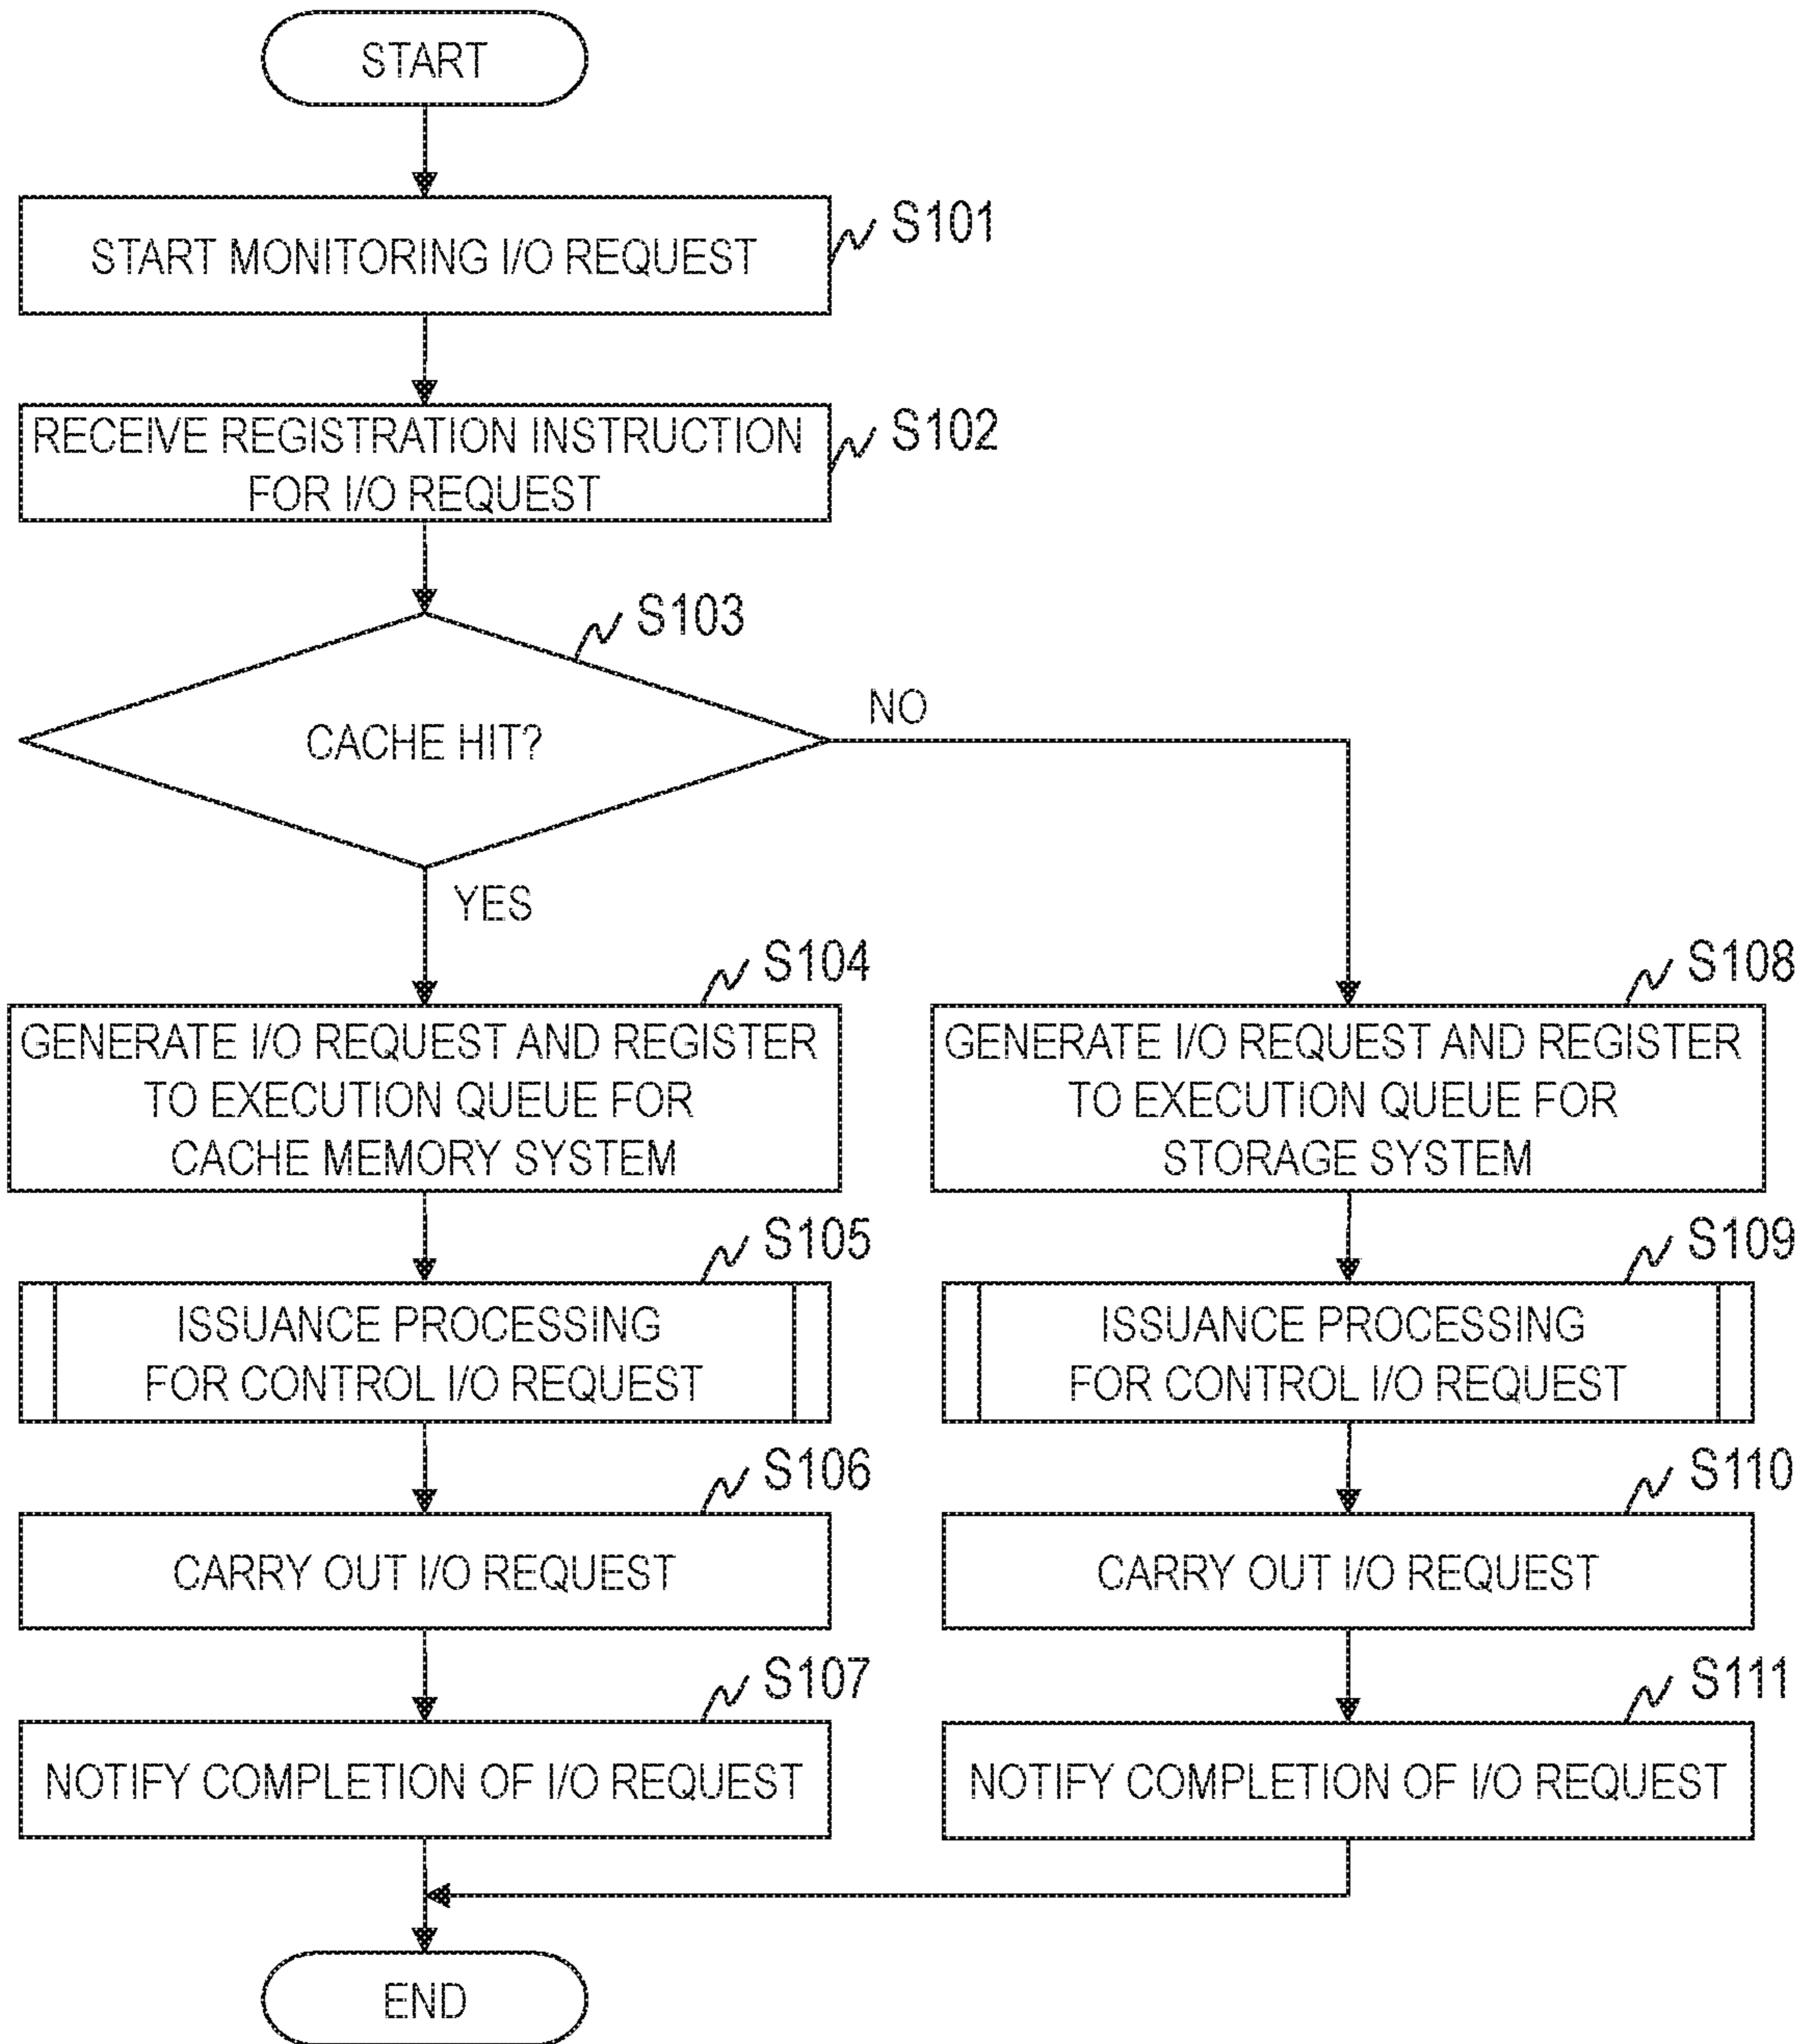 START
START MONITORING I/O REQUEST
S101
RECEIVE REGISTRATION INSTRUCTION
FOR I/O REQUEST
S102
CACHE HIT?
S103
NO
YES
GENERATE I/O REQUEST AND REGISTER
TO EXECUTION QUEUE FOR
CACHE MEMORY SYSTEM
S104
ISSUANCE PROCESSING
FOR CONTROL I/O REQUEST
S105
CARRY OUT I/O REQUEST
S106
NOTIFY COMPLETION OF I/O REQUEST
S107
GENERATE I/O REQUEST AND REGISTER
TO EXECUTION QUEUE FOR
STORAGE SYSTEM
S108
ISSUANCE PROCESSING
FOR CONTROL I/O REQUEST
S109
CARRY OUT I/O REQUEST
S110
NOTIFY COMPLETION OF I/O REQUEST
S111
END